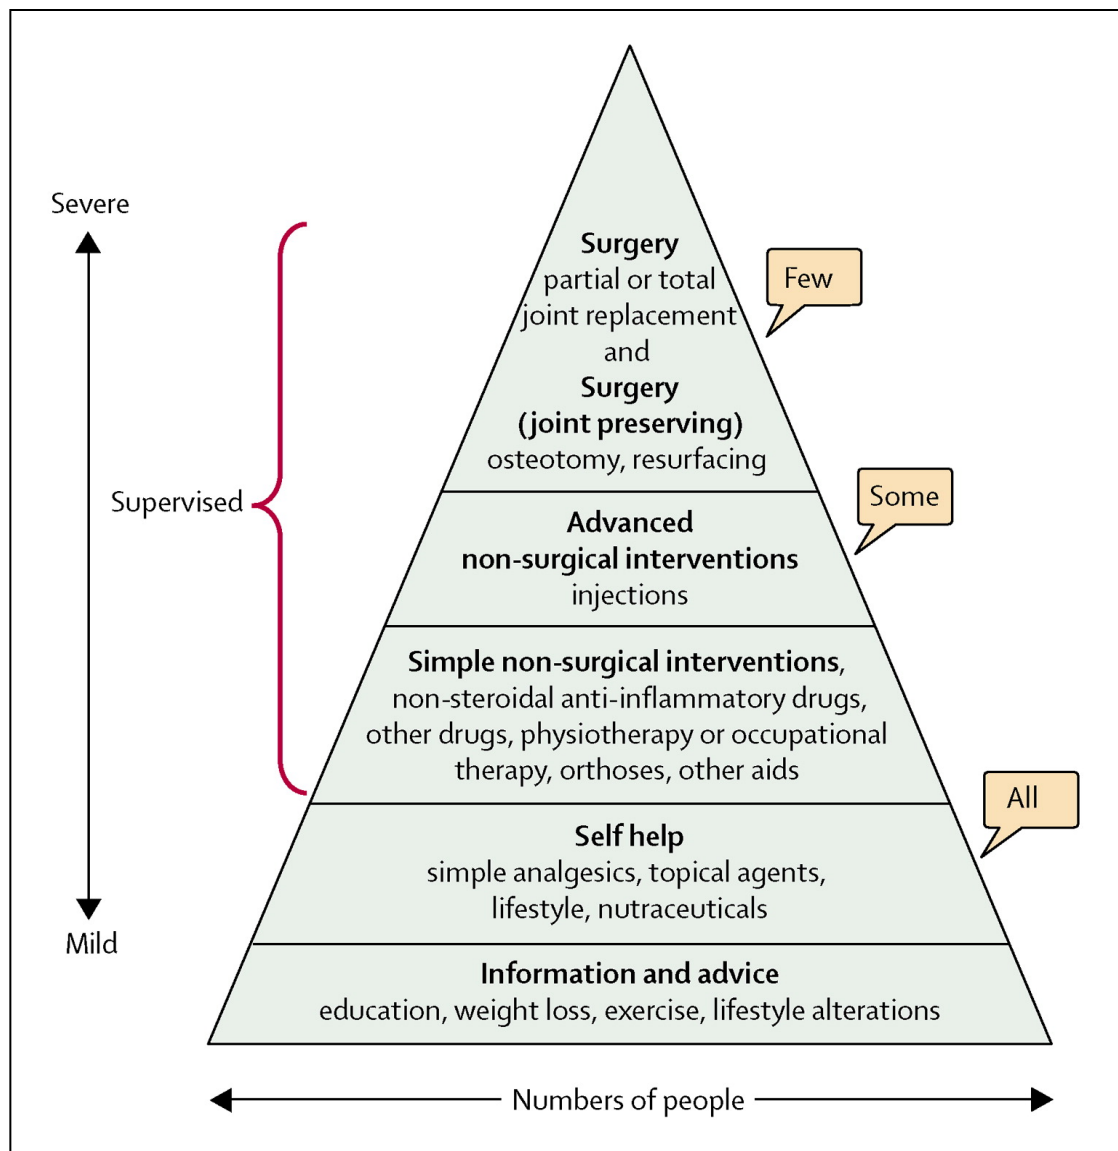 Severe
Supervised
Mild
Surgery
partial or total
joint replacement
and
Surgery
(joint preserving)
osteotomy, resurfacing
Few
Advanced
non-surgical interventions
injections
Some
Simple non-surgical interventions,
non-steroidal anti-inflammatory drugs,
other drugs, physiotherapy or occupational
therapy, orthoses, other aids
Self help
simple analgesics, topical agents,
lifestyle, nutraceuticals
All
Information and advice
education, weight loss, exercise, lifestyle alterations
Numbers of people